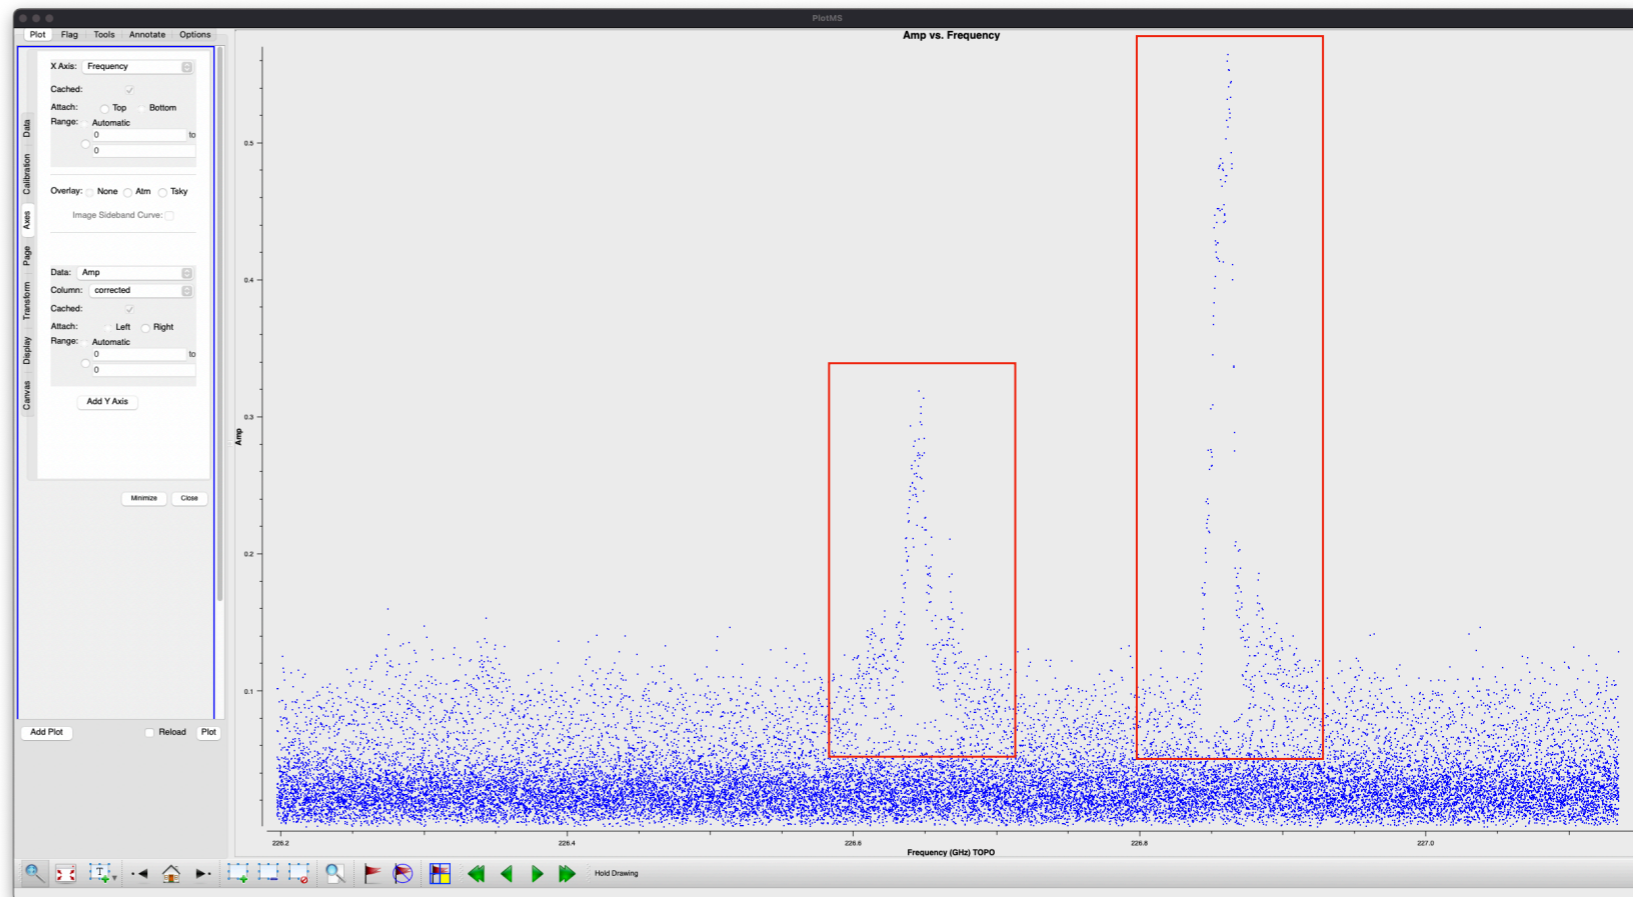 PlotMS
Plot Flag Tools Annotate Options
Amp vs. Frequency
X Axis: Frequency
Cached:
Attach: Top Bottom
Range: Automatic
0 to
0
Overlay: None Atm Tsky
Image Sideband Curve:
Data: Amp
Column: corrected
Cached:
Attach: Left Right
Range: Automatic
0 to
0
Add Y Axis
Minimize Close
Data
Calibration
Axes
Page
Transform
Display
Canvas
Add Plot Reload Plot
0.5
0.4
0.3
0.2
0.1
Amp
226.2 226.4 226.6 226.8 227.0
Frequency (GHz) TOPO
T
Hold Drawing